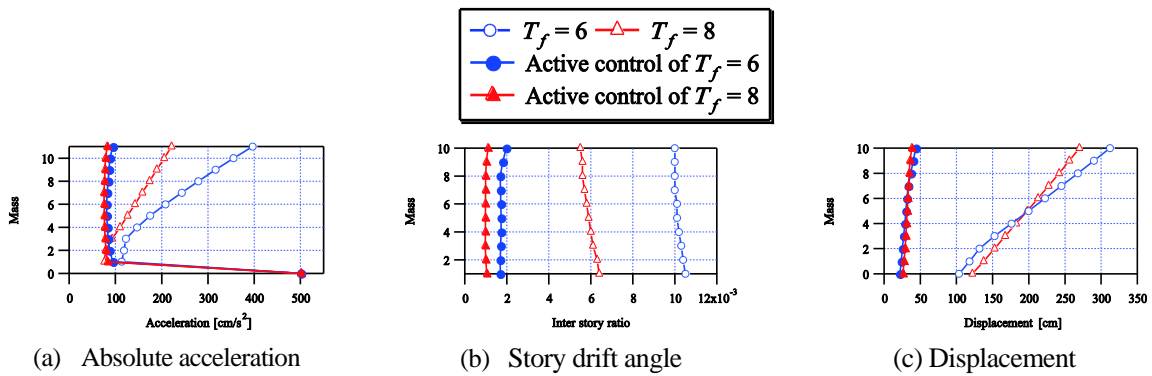 T_f = 6 T_f = 8
Active control of T_f = 6
Active control of T_f = 8
Mass
10
8
6
4
2
0
0 100 200 300 400 500
Acceleration [cm/s²]
(a) Absolute acceleration
Mass
10
8
6
4
2
0 2 4 6 8 10 12x10⁻³
Inter story ratio
(b) Story drift angle
Mass
10
8
6
4
2
0
0 50 100 150 200 250 300 350
Displacement [cm]
(c) Displacement